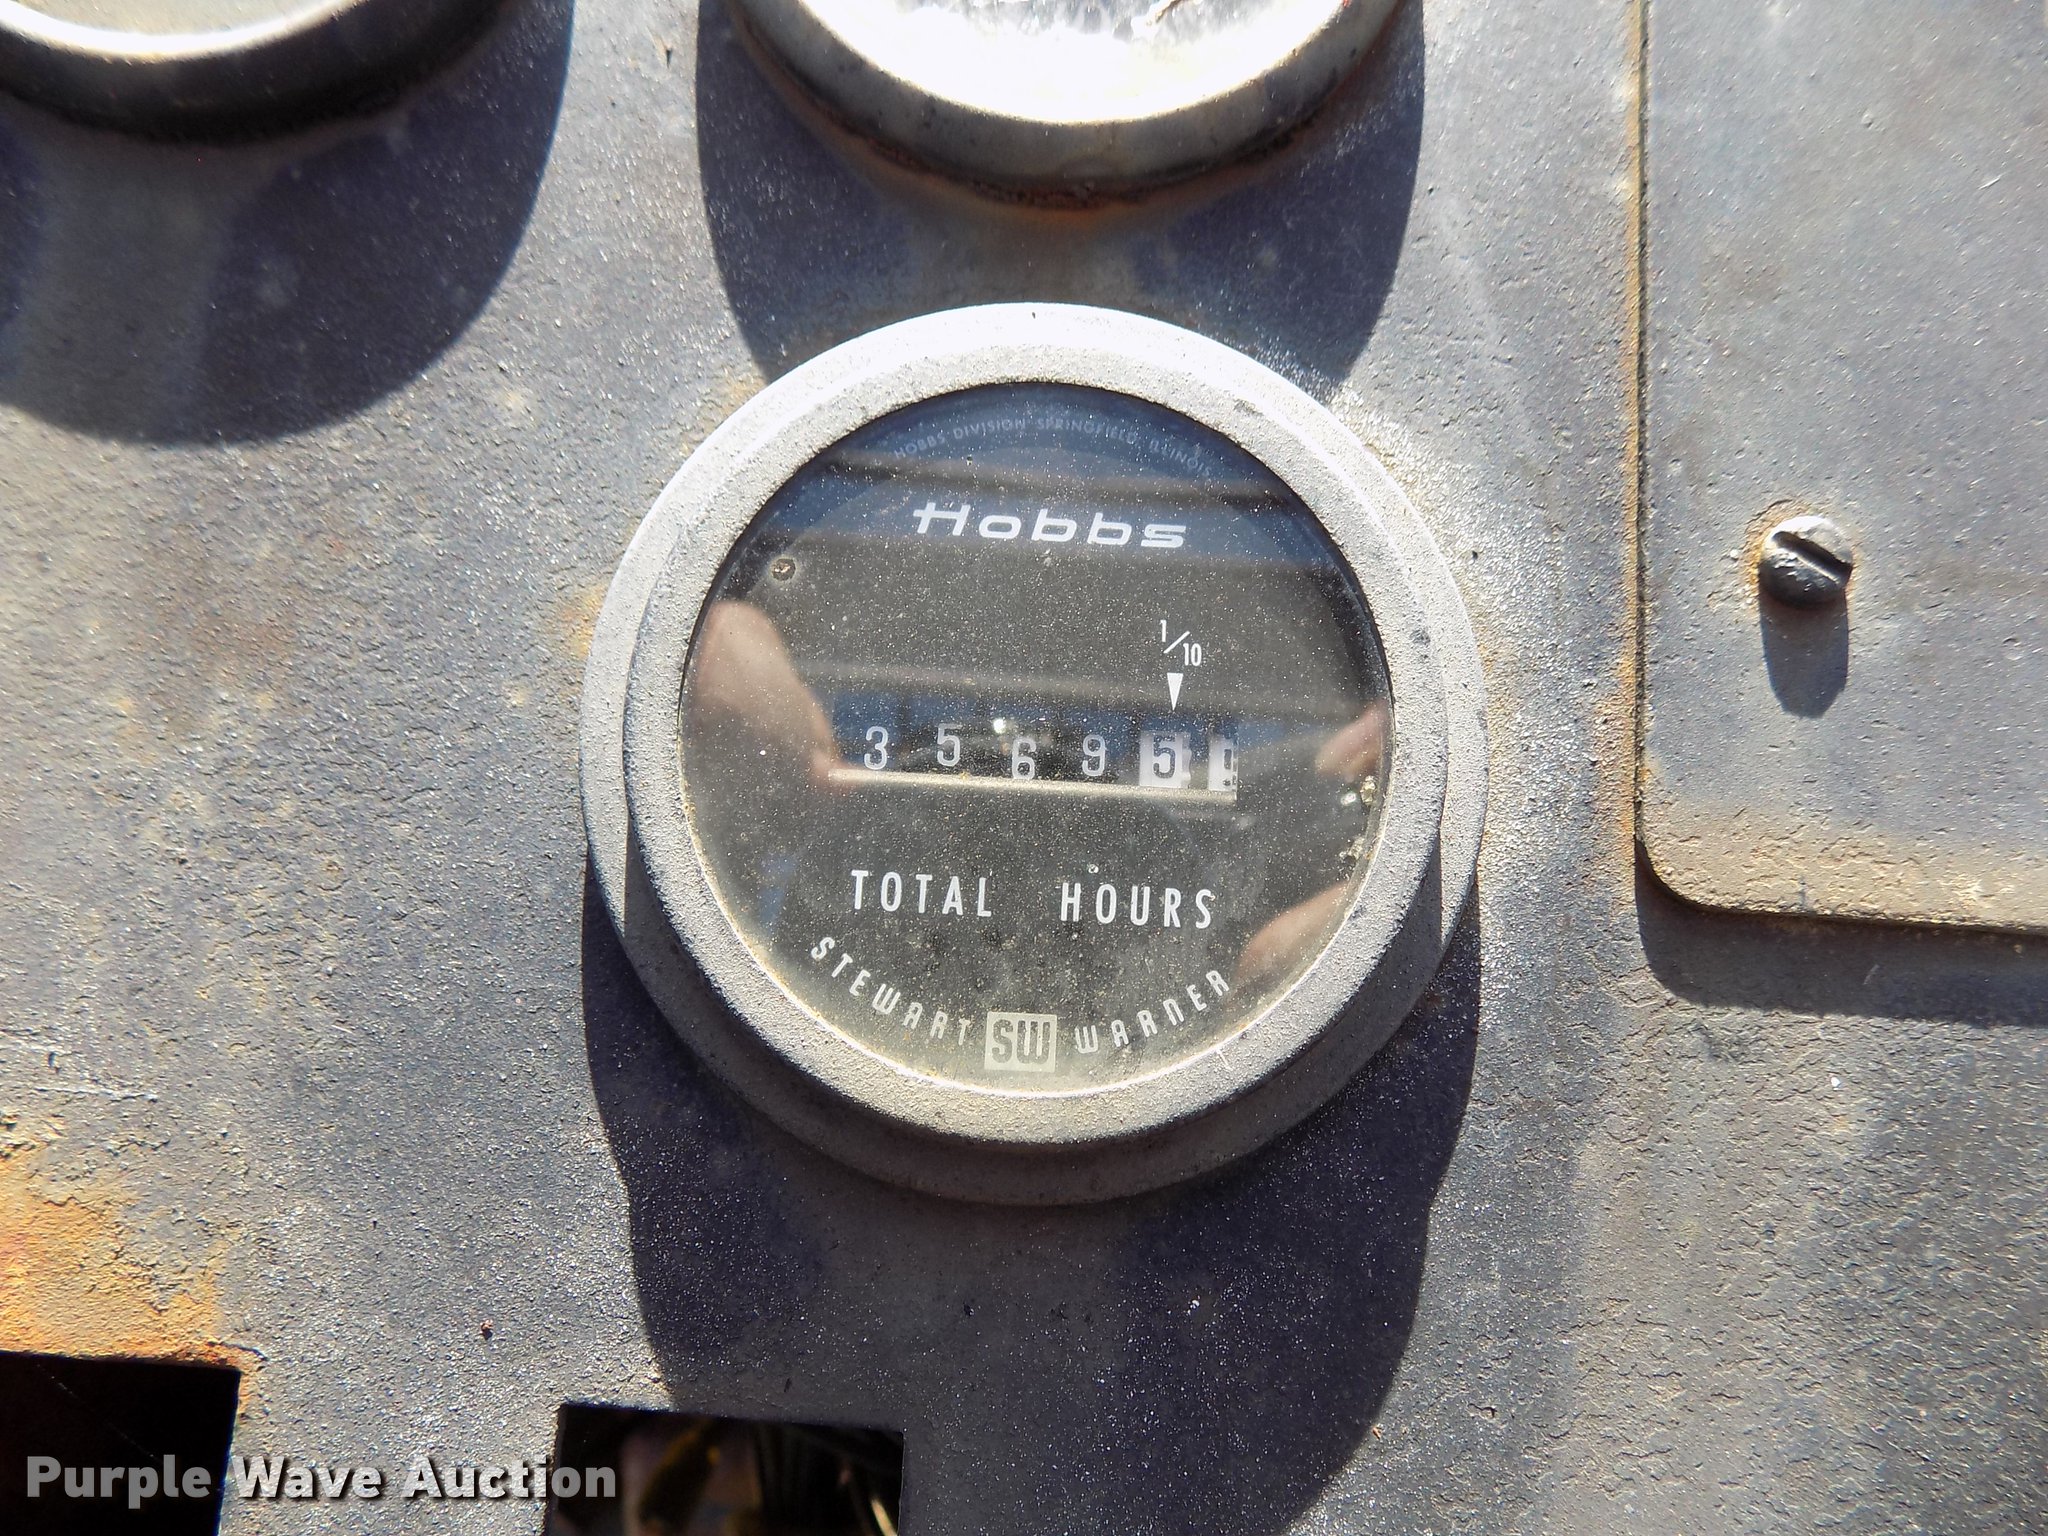 HOBBS DIVISION SPRINGFIELD, ILLINOIS
Hobbs
1/10
3 5 6 9 5
TOTAL HOURS
STEWART SW WARNER
Purple Wave Auction